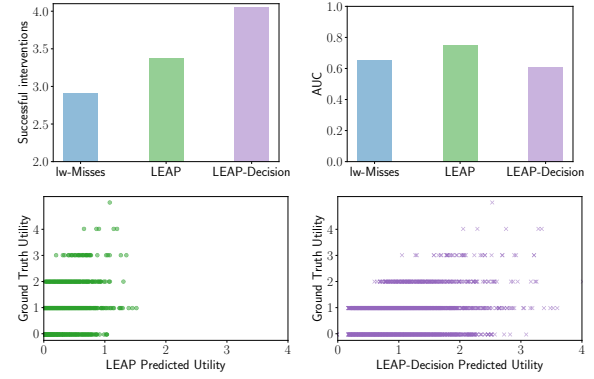 Successful interventions
4.0
3.5
3.0
2.5
2.0
lw-Misses LEAP LEAP-Decision
AUC
1.0
0.8
0.6
0.4
0.2
0.0
lw-Misses LEAP LEAP-Decision
Ground Truth Utility
4
3
2
1
0
0 1 2 3 4
LEAP Predicted Utility
Ground Truth Utility
4
3
2
1
0
0 1 2 3 4
LEAP-Decision Predicted Utility